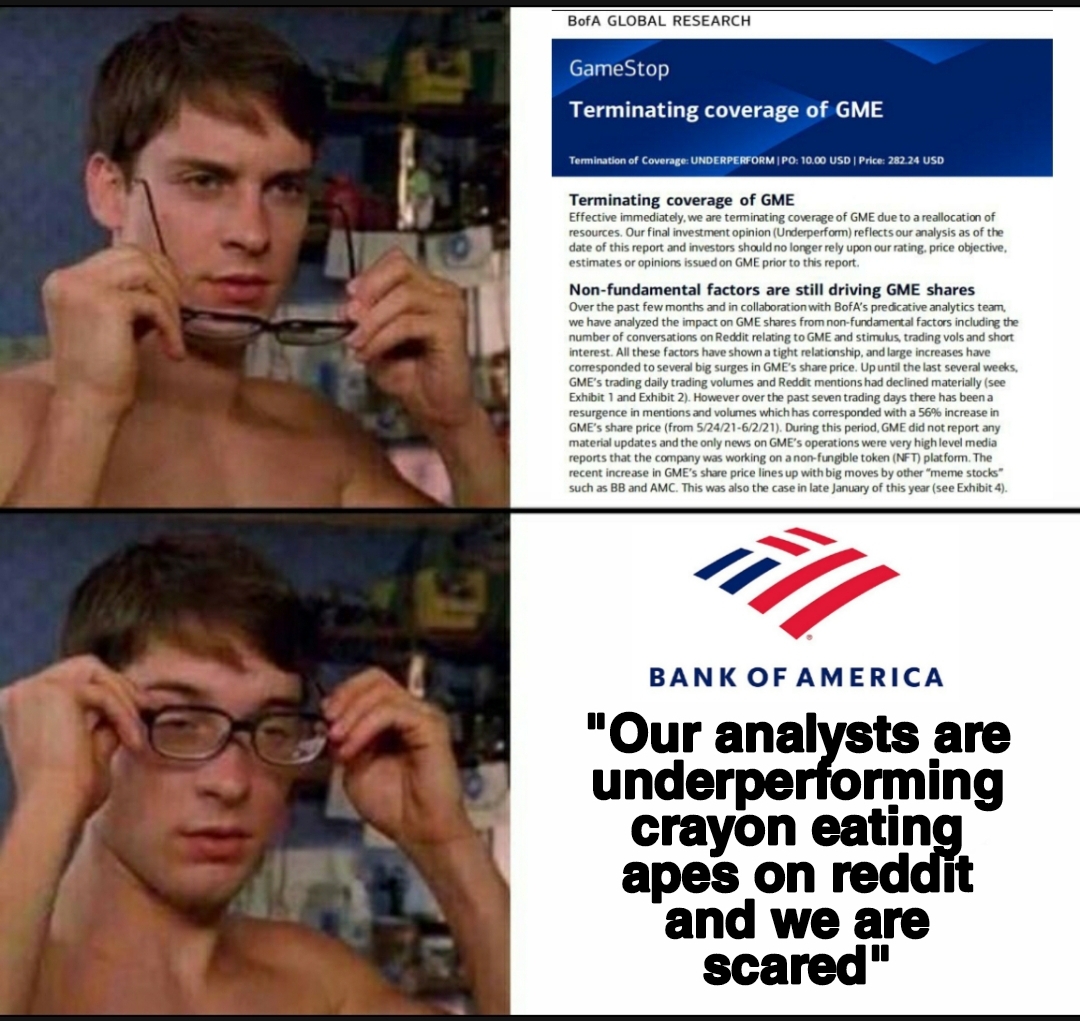 BofA GLOBAL RESEARCH
GameStop
Terminating coverage of GME
Termination of Coverage: UNDERPERFORM | PO: 10.00 USD | Price: 282.24 USD
Terminating coverage of GME
Effective immediately, we are terminating coverage of GME due to a reallocation of
resources. Our final investment opinion (Underperform) reflects our analysis as of the
date of this report and investors should no longer rely upon our rating, price objective,
estimates or opinions issued on GME prior to this report.
Non-fundamental factors are still driving GME shares
Over the past few months and in collaboration with BofA's predicative analytics team,
we have analyzed the impact on GME shares from non-fundamental factors including the
number of conversations on Reddit relating to GME and stimulus, trading vols and short
interest. All these factors have shown a tight relationship, and large increases have
corresponded to several big surges in GME's share price. Up until the last several weeks,
GME's trading daily trading volumes and Reddit mentions had declined materially (see
Exhibit 1 and Exhibit 2). However over the past seven trading days there has been a
resurgence in mentions and volumes which has corresponded with a 56% increase in
GME's share price (from 5/24/21-6/2/21). During this period, GME did not report any
material updates and the only news on GME's operations were very high level media
reports that the company was working on a non-fungible token (NFT) platform. The
recent increase in GME's share price lines up with big moves by other "meme stocks"
such as BB and AMC. This was also the case in late January of this year (see Exhibit 4).
BANK OF AMERICA
"Our analysts are
underperforming
crayon eating
apes on reddit
and we are
scared"